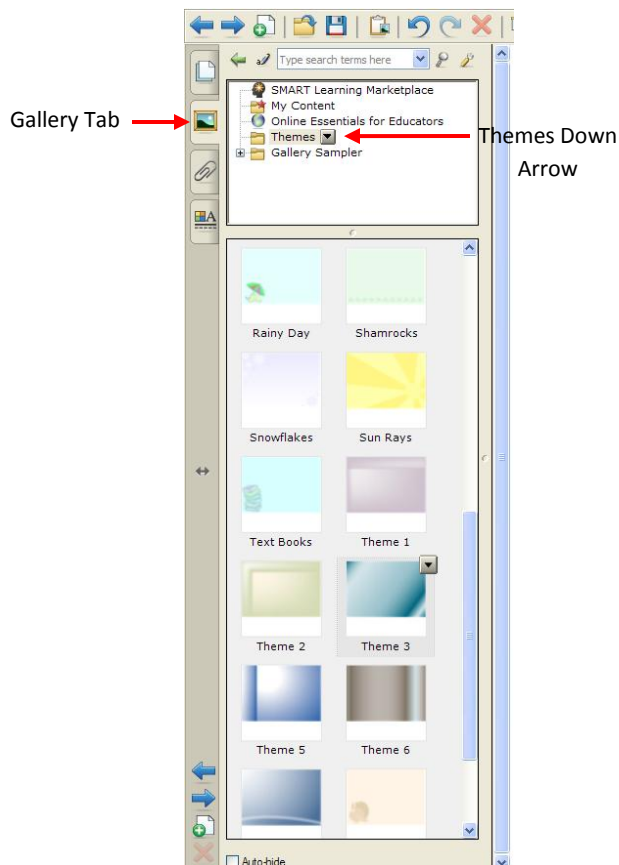 Type search terms here
SMART Learning Marketplace
My Content
Gallery Tab
Online Essentials for Educators
Themes
Themes Down
Arrow
Gallery Sampler
A
Rainy Day
Shamrocks
Snowflakes
Sun Rays
Text Books
Theme 1
Theme 2
Theme 3
Theme 5
Theme 6
Auto-hide